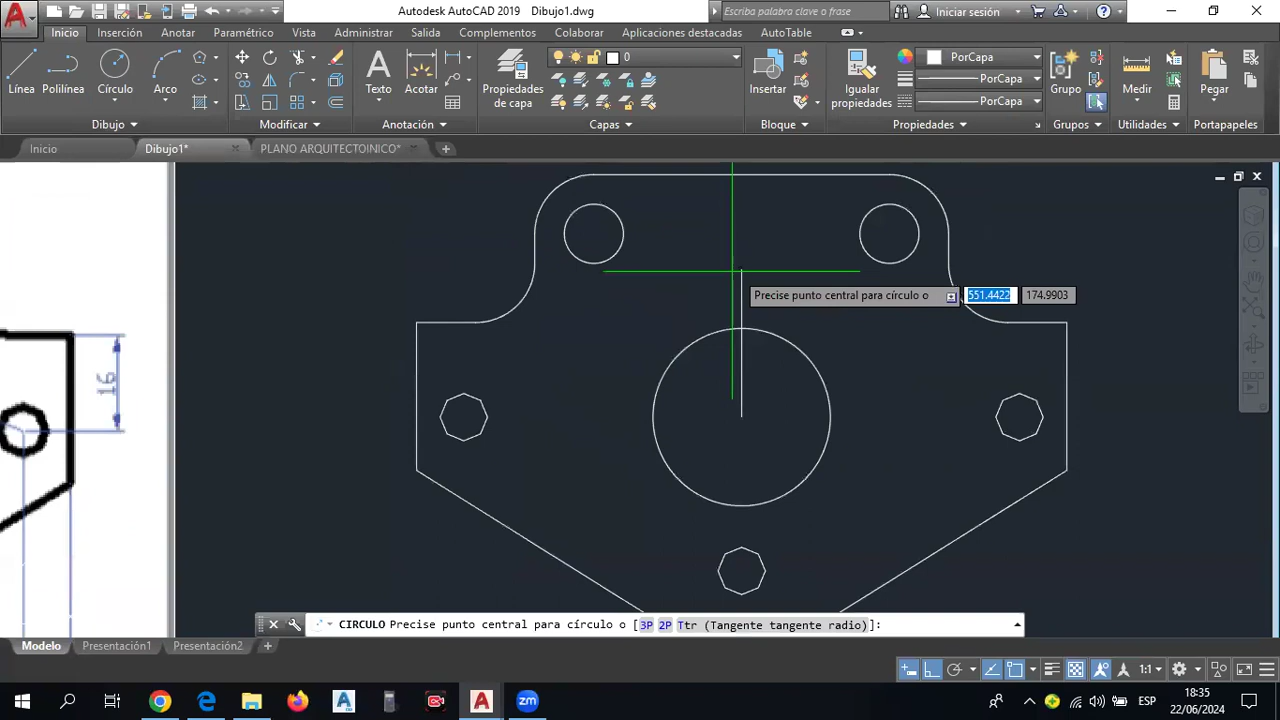 Autodesk AutoCAD 2019 Dibujo1.dwg
Escriba palabra clave o frase
Iniciar sesión
Inicio Inserción Anotar Paramétrico Vista Administrar Salida Complementos Colaborar Aplicaciones destacadas AutoTable
Línea Polilínea Círculo Arco
Texto Acotar
Propiedades de capa
0
Insertar
Igualar propiedades
PorCapa
PorCapa
PorCapa
Grupo
Medir
Pegar
Dibujo Modificar Anotación Capas Bloque Propiedades Grupos Utilidades Portapapeles
Inicio Dibujo1* PLANO ARQUITECTOINICO*
Precise punto central para círculo o 551.4422 174.9903
16
CIRCULO Precise punto central para círculo o [3P 2P Ttr (Tangente tangente radio)]:
Modelo Presentación1 Presentación2
1:1
ESP
18:35
22/06/2024